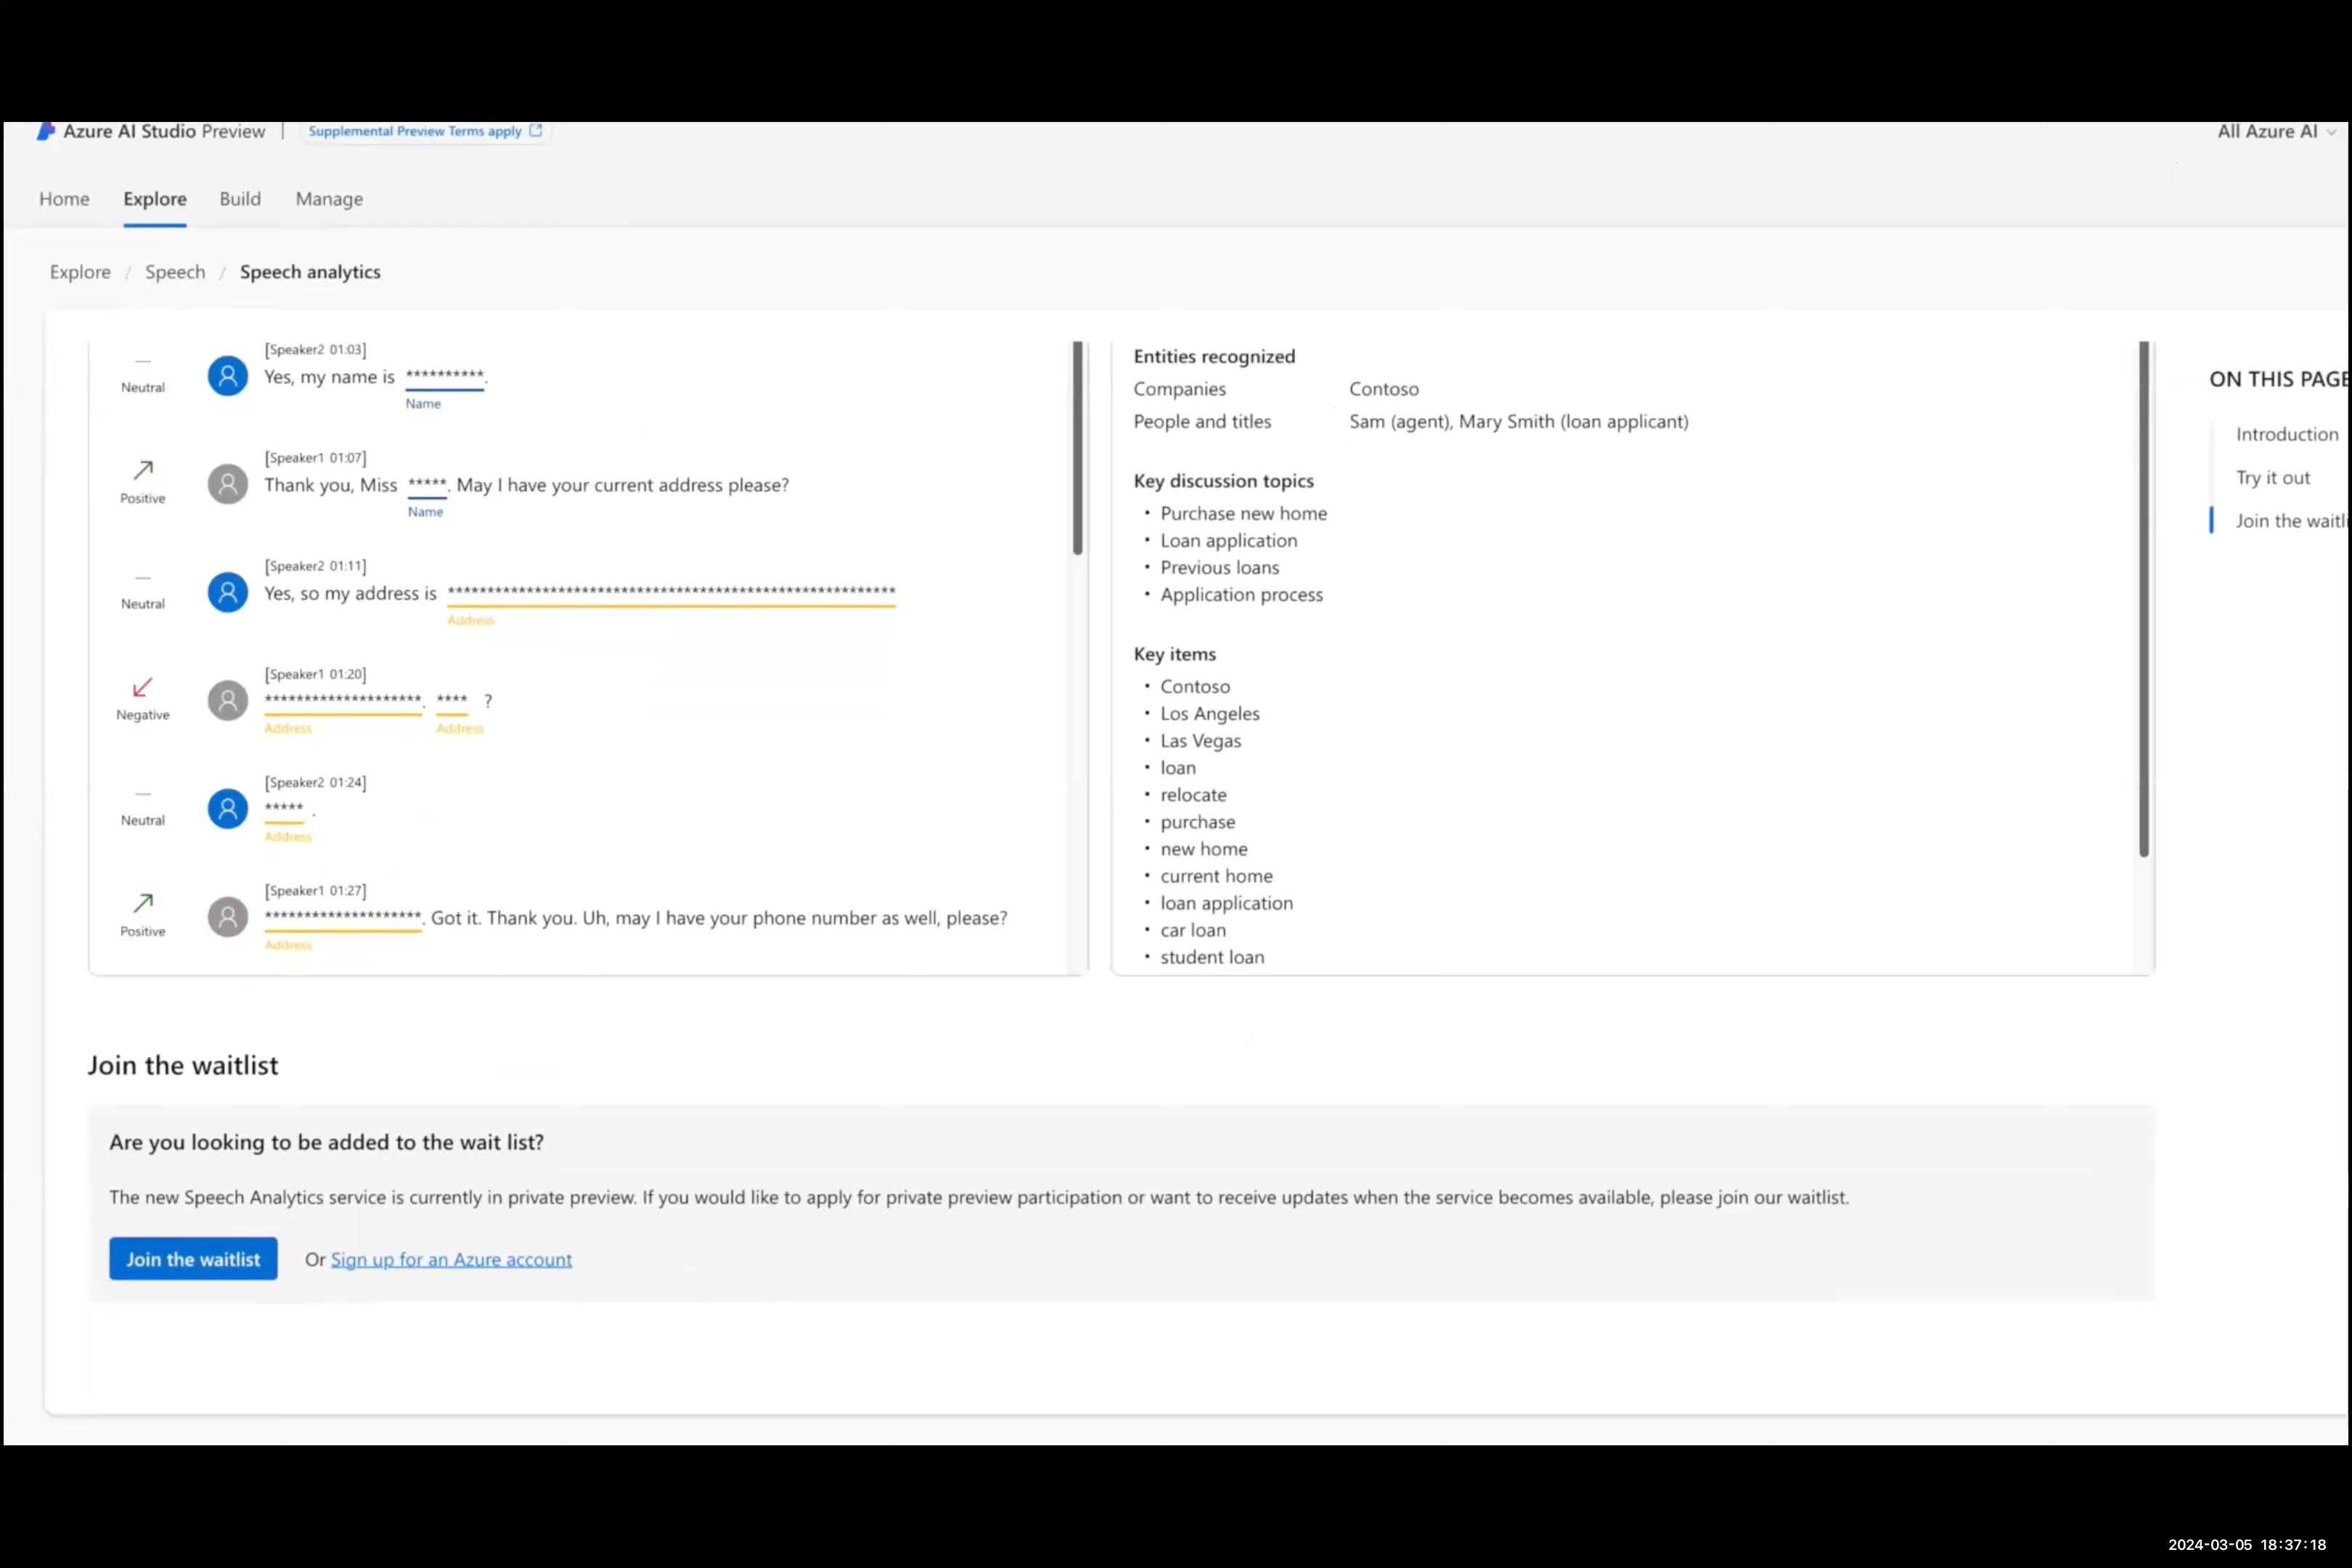 Azure AI Studio Preview | Supplemental Preview Terms apply
All Azure AI
Home Explore Build Manage
Explore / Speech / Speech analytics
[Speaker2 01:03]
Neutral
Yes, my name is **********.
Name
[Speaker1 01:07]
Positive
Thank you, Miss *****. May I have your current address please?
Name
[Speaker2 01:11]
Neutral
Yes, so my address is *********************************************************
Address
[Speaker1 01:20]
Negative
********************. **** ?
Address Address
[Speaker2 01:24]
Neutral
***** .
Address
[Speaker1 01:27]
Positive
********************. Got it. Thank you. Uh, may I have your phone number as well, please?
Address
Entities recognized
Companies Contoso
People and titles Sam (agent), Mary Smith (loan applicant)
Key discussion topics
• Purchase new home
• Loan application
• Previous loans
• Application process
Key items
• Contoso
• Los Angeles
• Las Vegas
• loan
• relocate
• purchase
• new home
• current home
• loan application
• car loan
• student loan
ON THIS PAGE
Introduction
Try it out
Join the waitli
Join the waitlist
Are you looking to be added to the wait list?
The new Speech Analytics service is currently in private preview. If you would like to apply for private preview participation or want to receive updates when the service becomes available, please join our waitlist.
Join the waitlist Or Sign up for an Azure account
2024-03-05 18:37:18